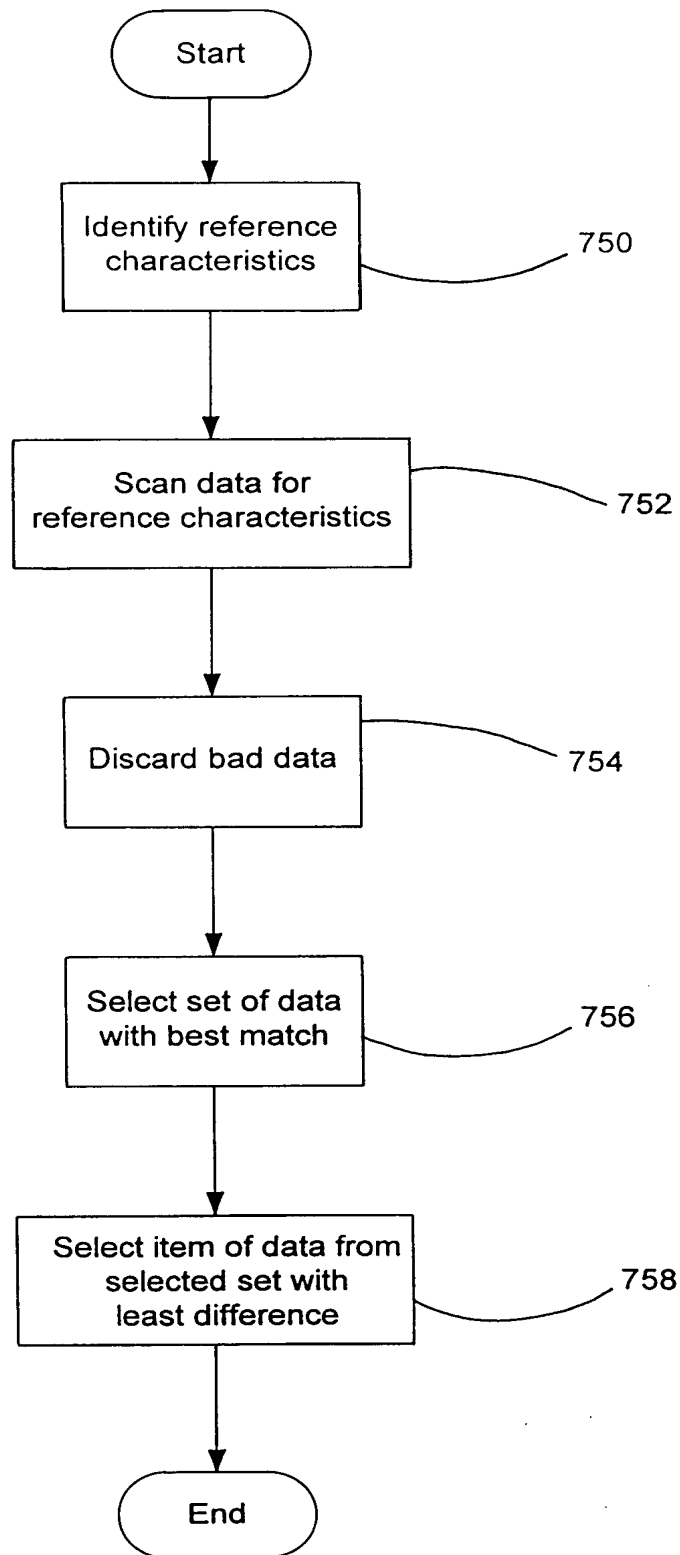 Start
Identify reference
characteristics
750
Scan data for
reference characteristics
752
Discard bad data
754
Select set of data
with best match
756
Select item of data from
selected set with
least difference
758
End